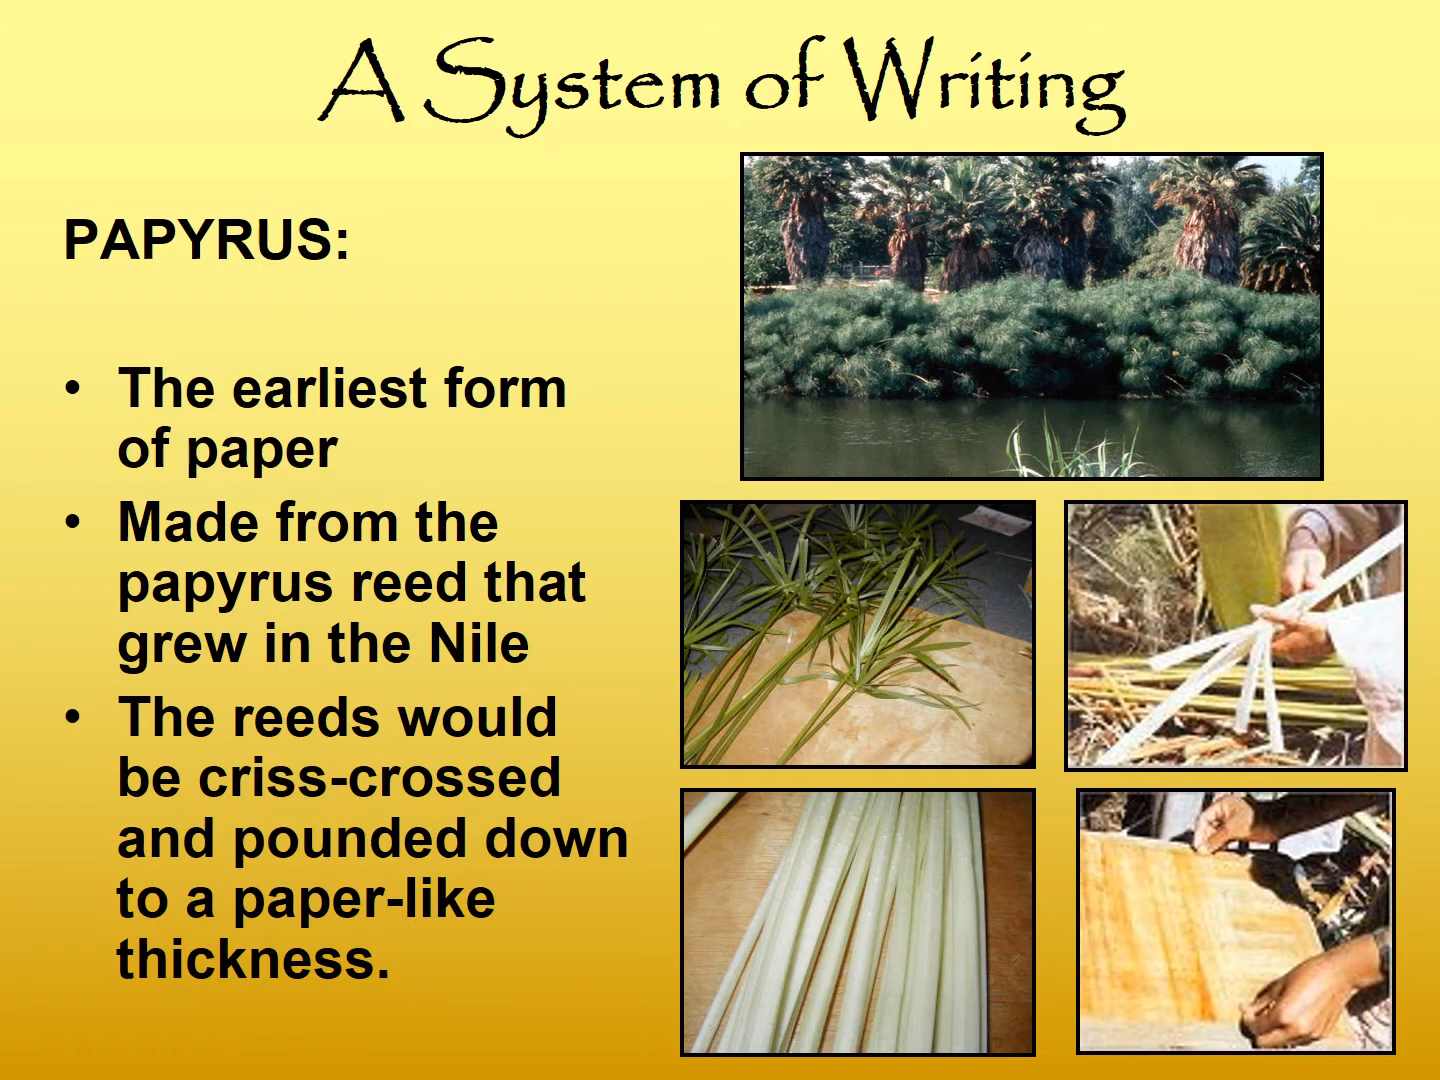 A System of Writing
PAPYRUS:
• The earliest form
of paper
• Made from the
papyrus reed that
grew in the Nile
• The reeds would
be criss-crossed
and pounded down
to a paper-like
thickness.